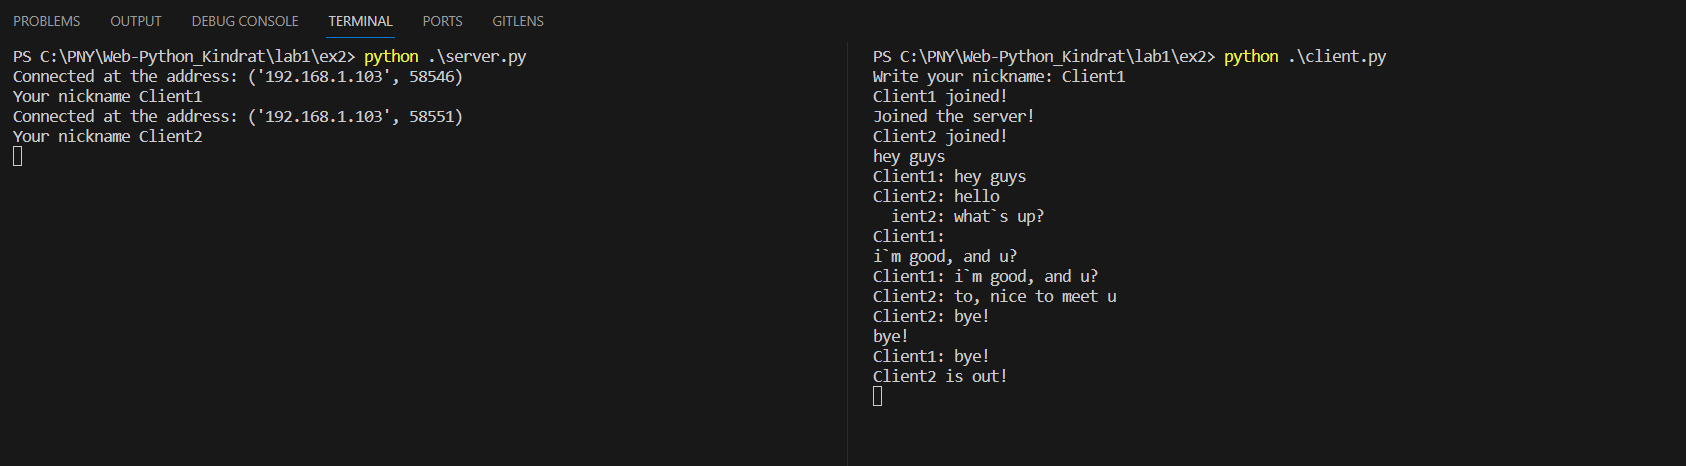 PROBLEMS OUTPUT DEBUG CONSOLE TERMINAL PORTS GITLENS
PS C:\PNY\Web-Python_Kindrat\lab1\ex2> python .\server.py
Connected at the address: ('192.168.1.103', 58546)
Your nickname Client1
Connected at the address: ('192.168.1.103', 58551)
Your nickname Client2
PS C:\PNY\Web-Python_Kindrat\lab1\ex2> python .\client.py
Write your nickname: Client1
Client1 joined!
Joined the server!
Client2 joined!
hey guys
Client1: hey guys
Client2: hello
  ient2: what`s up?
Client1:
i`m good, and u?
Client1: i`m good, and u?
Client2: to, nice to meet u
Client2: bye!
bye!
Client1: bye!
Client2 is out!